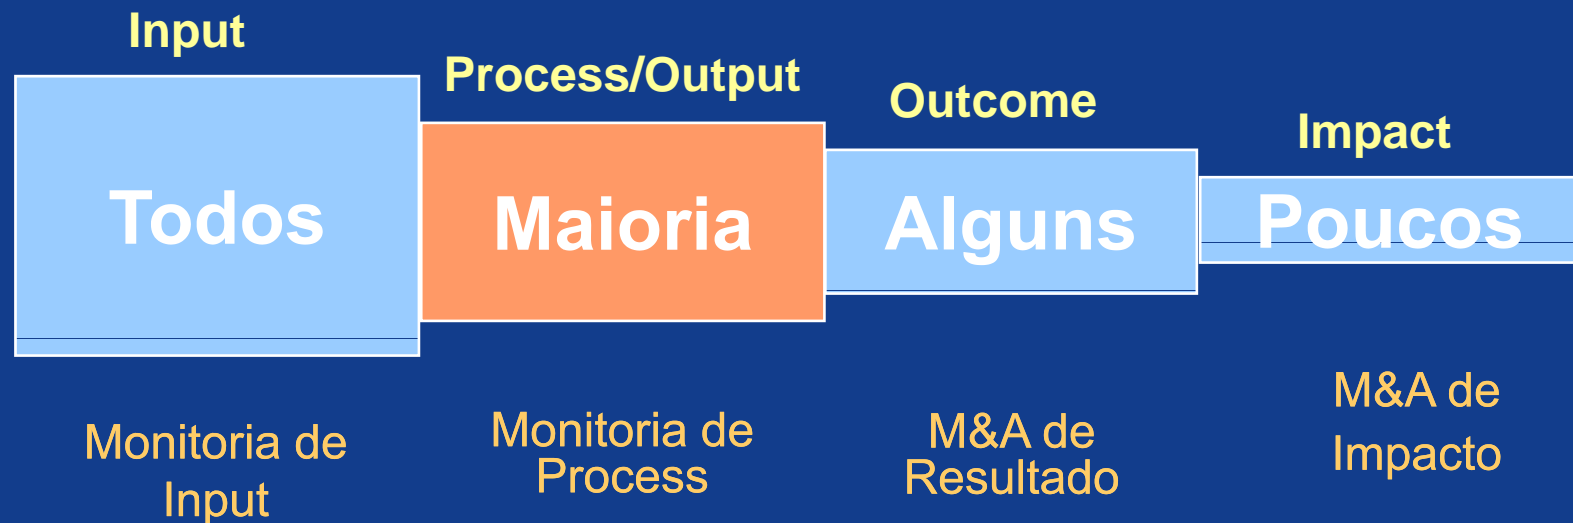 Input
Process/Output
Outcome
Impact
Todos
Maioria
Alguns
Poucos
Monitoria de
Input
Monitoria de
Process
M&A de
Resultado
M&A de
Impacto